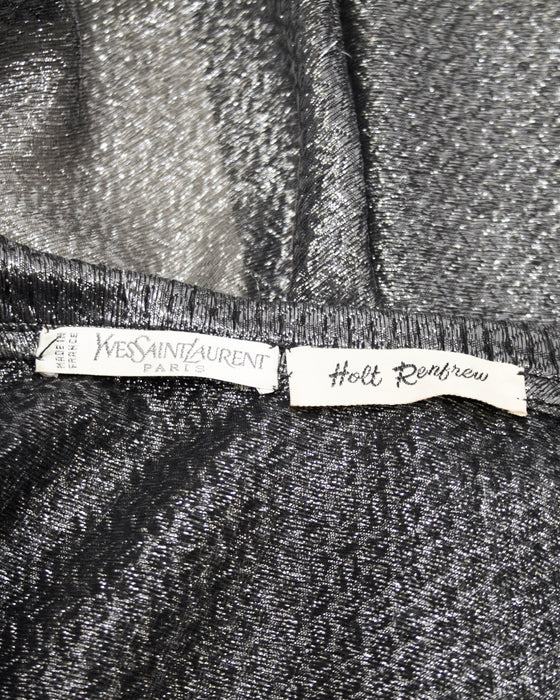 MADE IN
FRANCE
YVESSAINTLAURENT
PARIS
Holt Renfrew